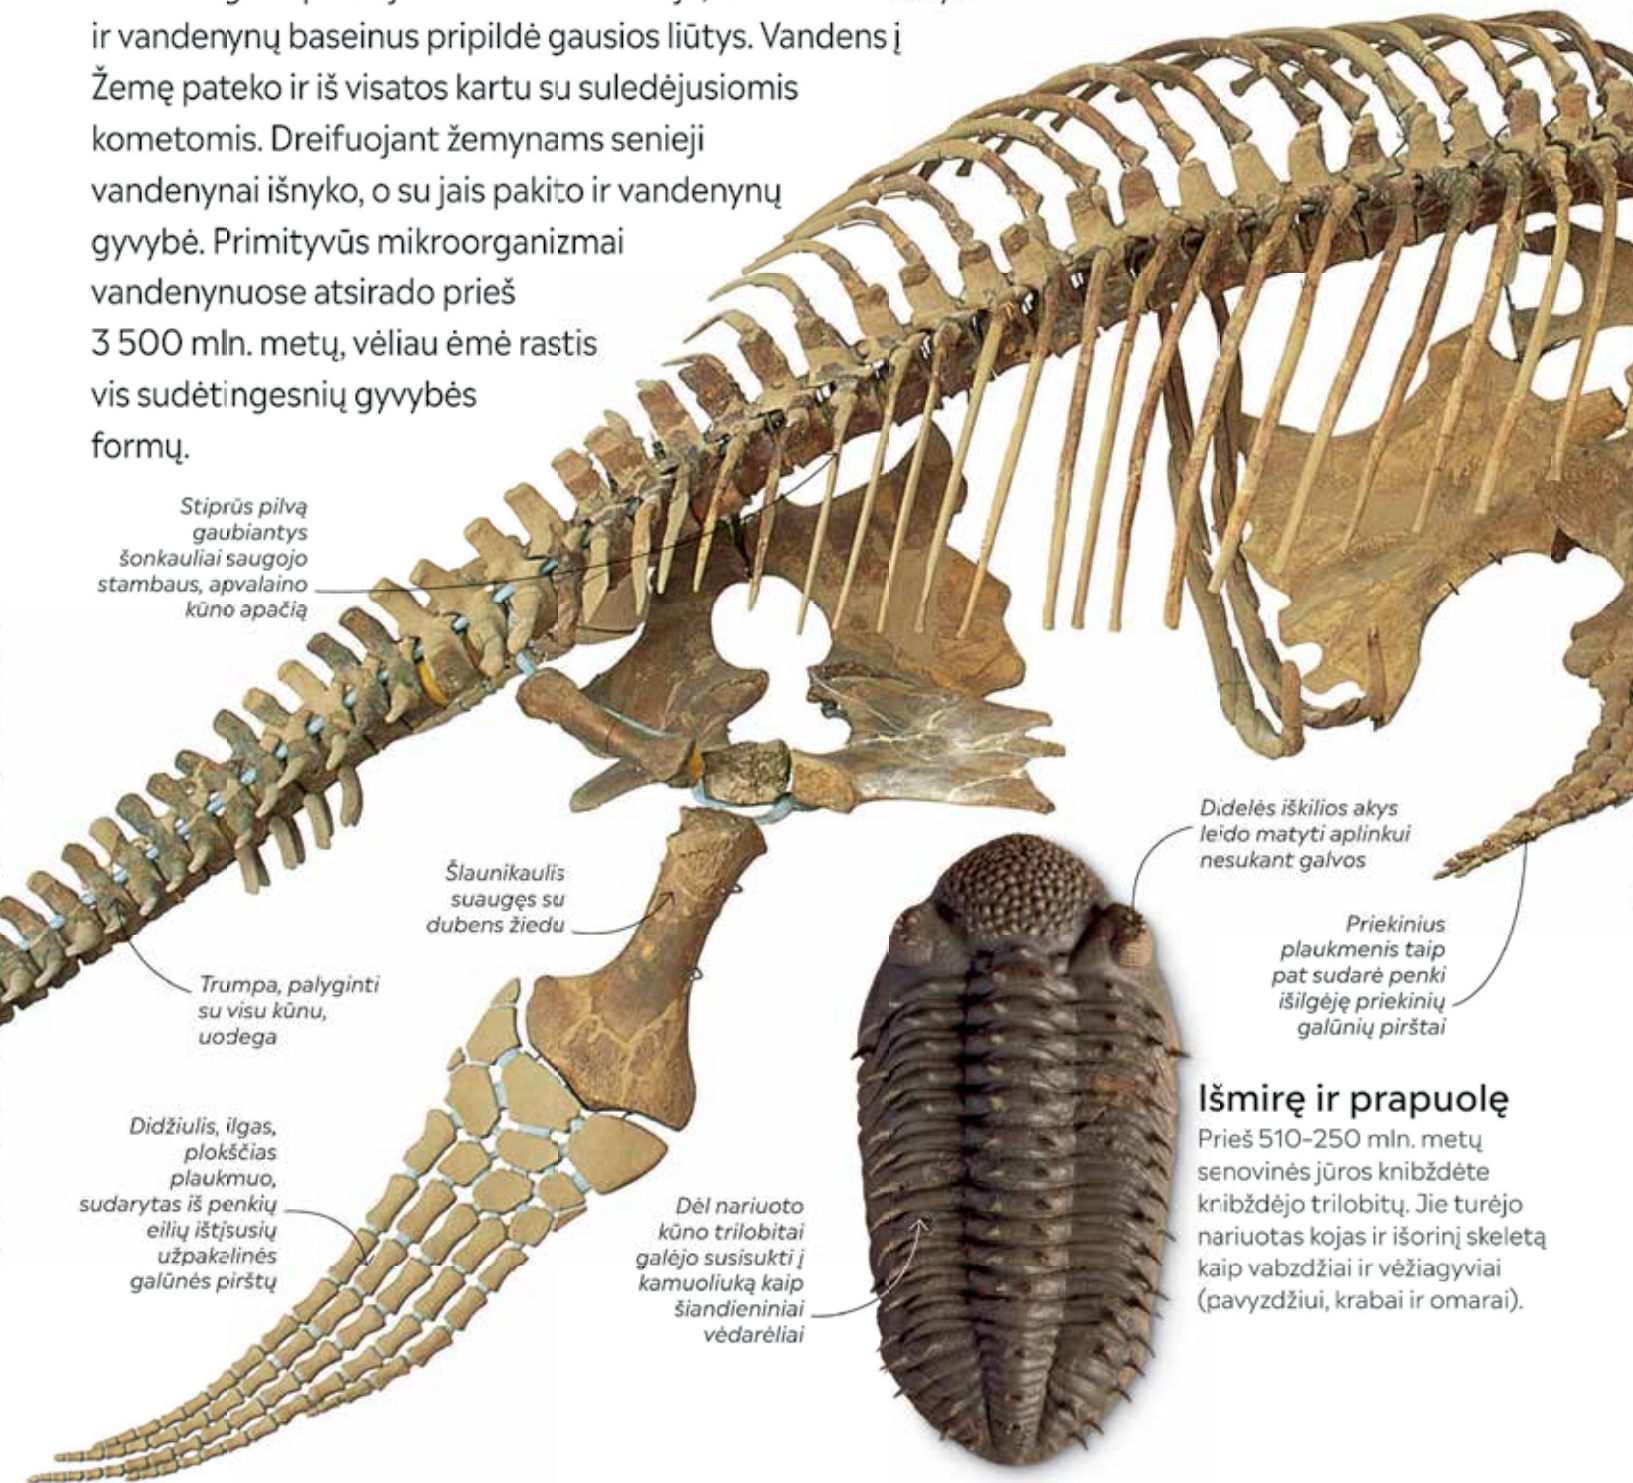 ir vandenynų baseinus pripildė gausios liūtys. Vandens į
Žemę pateko ir iš visatos kartu su suledėjusiomis
kometomis. Dreifuojant žemynams senieji
vandenynai išnyko, o su jais pakito ir vandenynų
gyvybė. Primityvūs mikroorganizmai
vandenynuose atsirado prieš
3 500 mln. metų, vėliau ėmė rastis
vis sudėtingesnių gyvybės
formų.
Stiprūs pilvą
gaubiantys
šonkauliai saugojo
stambaus, apvalaino
kūno apačią
Šlaunikaulis
suaugęs su
dubens žiedu
Trumpa, palyginti
su visu kūnu,
uodega
Didžiulis, ilgas,
plokščias
plaukmuo,
sudarytas iš penkių
eilių ištįsusių
užpakalinės
galūnės pirštų
Didelės iškilios akys
leido matyti aplinkui
nesukant galvos
Priekinius
plaukmenis taip
pat sudarė penki
išilgėję priekinių
galūnių pirštai
Dėl nariuoto
kūno trilobitai
galėjo susisukti į
kamuoliuką kaip
šiandieniniai
vėdarėliai
Išmirę ir prapuolę
Prieš 510–250 mln. metų
senovinės jūros knibždėte
knibždėjo trilobitų. Jie turėjo
nariuotas kojas ir išorinį skeletą
kaip vabzdžiai ir vėžiagyviai
(pavyzdžiui, krabai ir omarai).